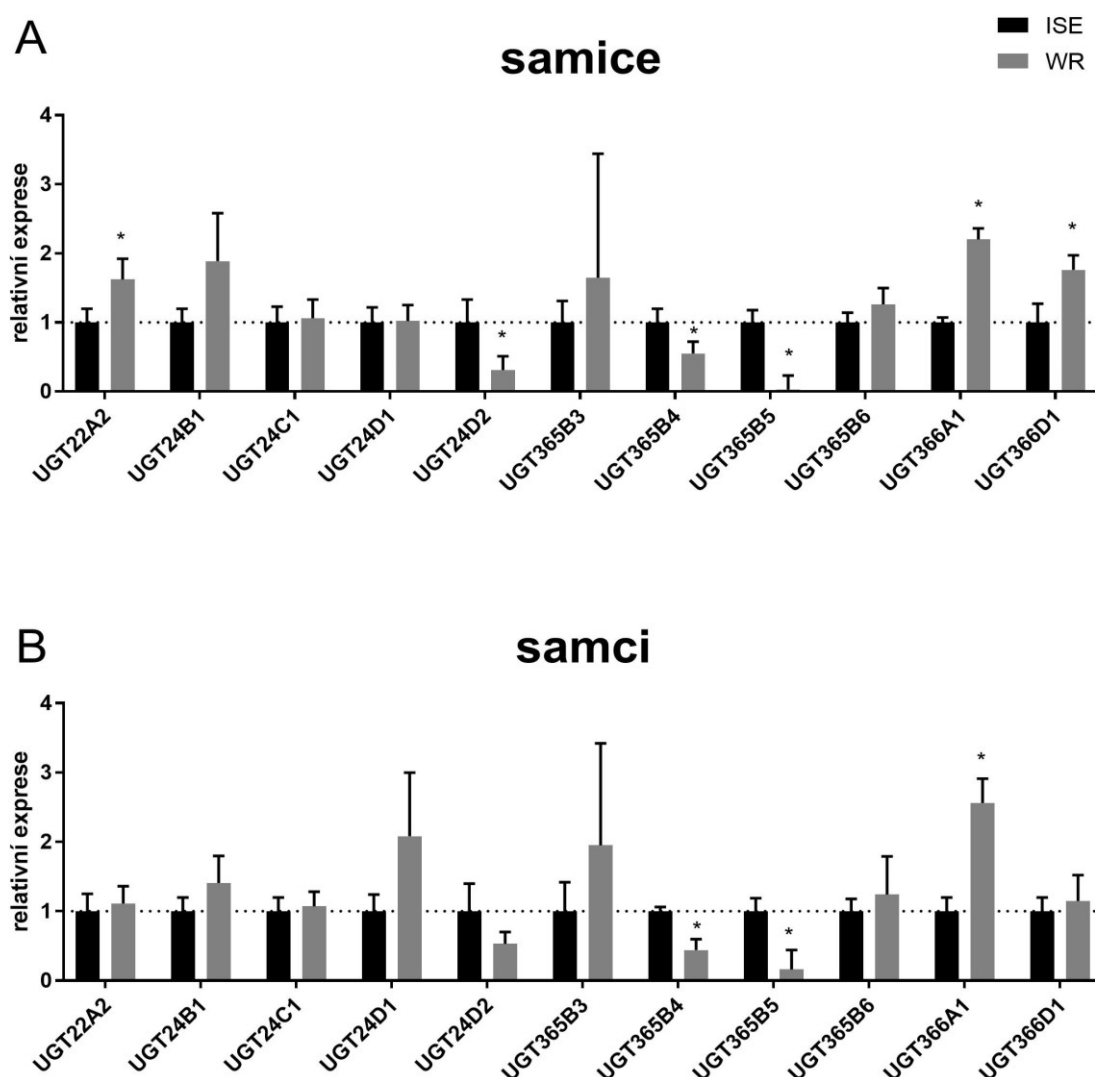 A
samice
ISE
WR
relativní exprese
4
3
2
1
0
*
*
*
*
*
*
UGT22A2
UGT24B1
UGT24C1
UGT24D1
UGT24D2
UGT365B3
UGT365B4
UGT365B5
UGT365B6
UGT366A1
UGT366D1
B
samci
relativní exprese
4
3
2
1
0
*
*
*
UGT22A2
UGT24B1
UGT24C1
UGT24D1
UGT24D2
UGT365B3
UGT365B4
UGT365B5
UGT365B6
UGT366A1
UGT366D1